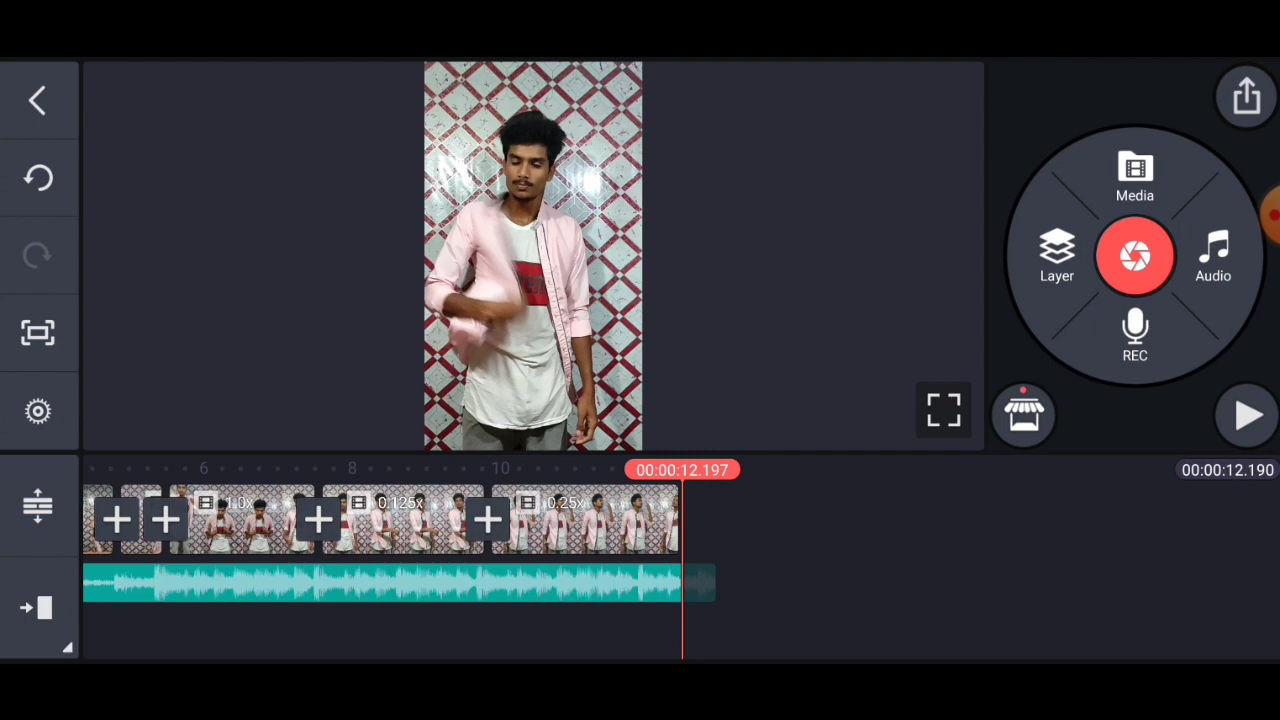 Media
Layer
Audio
REC
6
8
10
00:00:12.197
00:00:12.190
1.0x
0.125x
0.25x